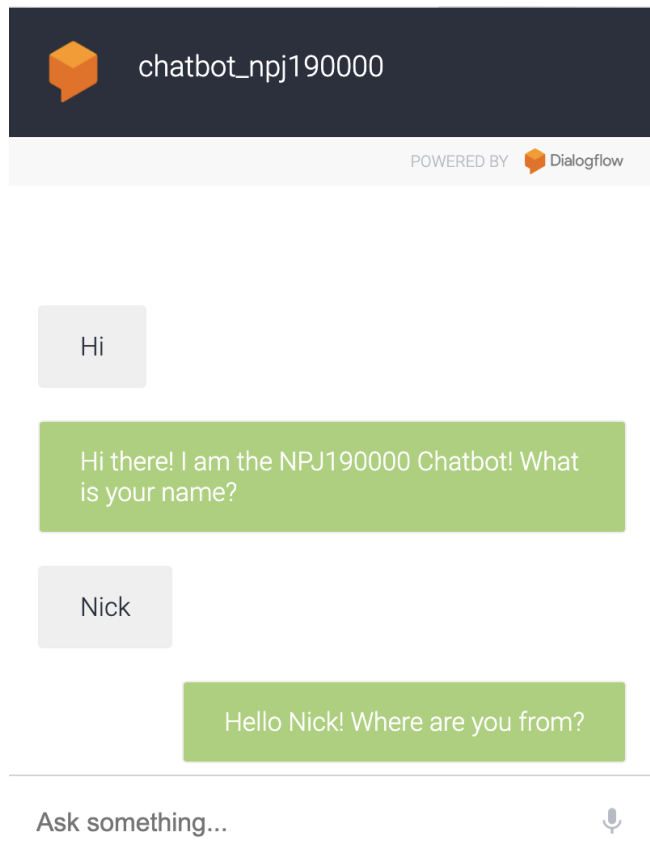 chatbot_npj190000
POWERED BY Dialogflow
Hi
Hi there! I am the NPJ190000 Chatbot! What
is your name?
Nick
Hello Nick! Where are you from?
Ask something...